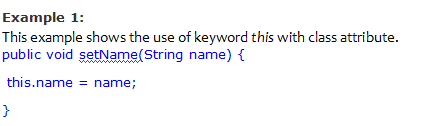 Example 1:
This example shows the use of keyword this with class attribute.
public void setName(String name) {
this.name = name;
}